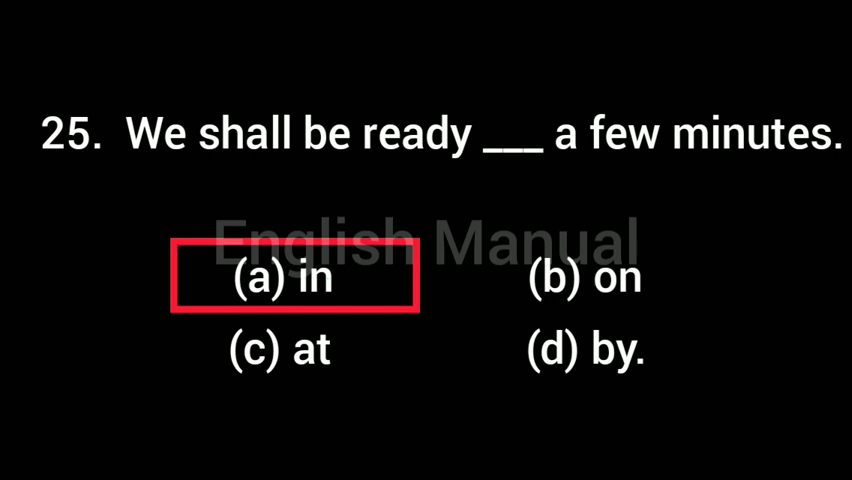 25. We shall be ready ___ a few minutes.
English Manual
(a) in (b) on
(c) at (d) by.